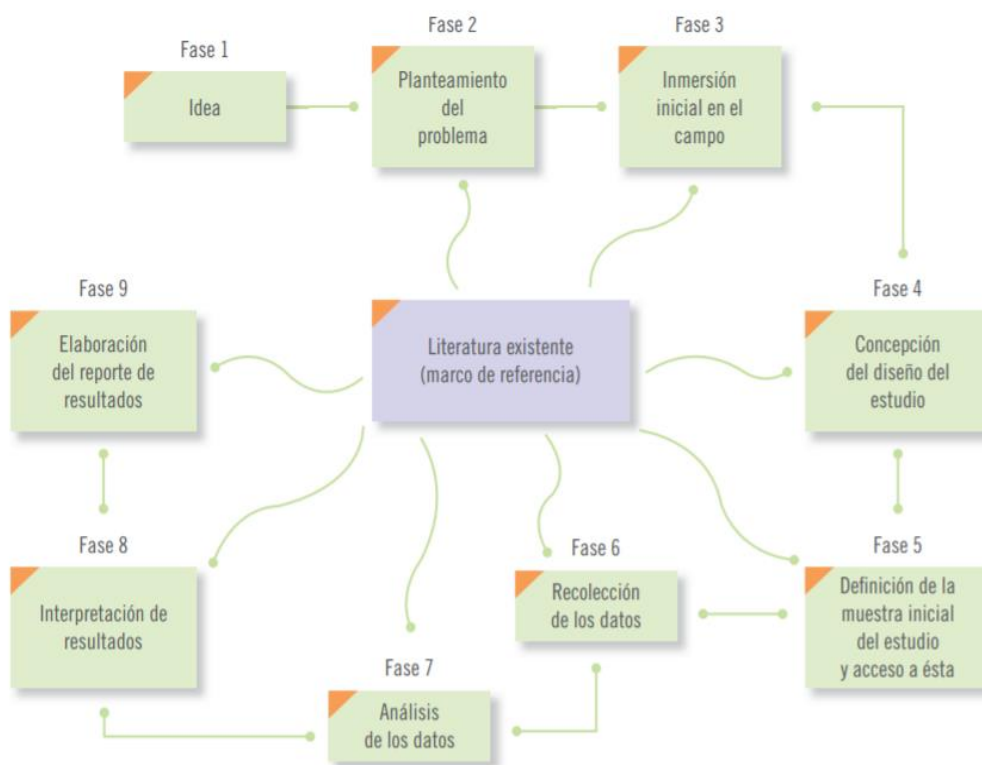 Fase 1
Idea
Fase 2
Planteamiento
del
problema
Fase 3
Inmersión
inicial en el
campo
Literatura existente
(marco de referencia)
Fase 4
Concepción
del diseño del
estudio
Fase 5
Definición de la
muestra inicial
del estudio
y acceso a ésta
Fase 6
Recolección
de los datos
Fase 7
Análisis
de los datos
Fase 8
Interpretación de
resultados
Fase 9
Elaboración
del reporte de
resultados